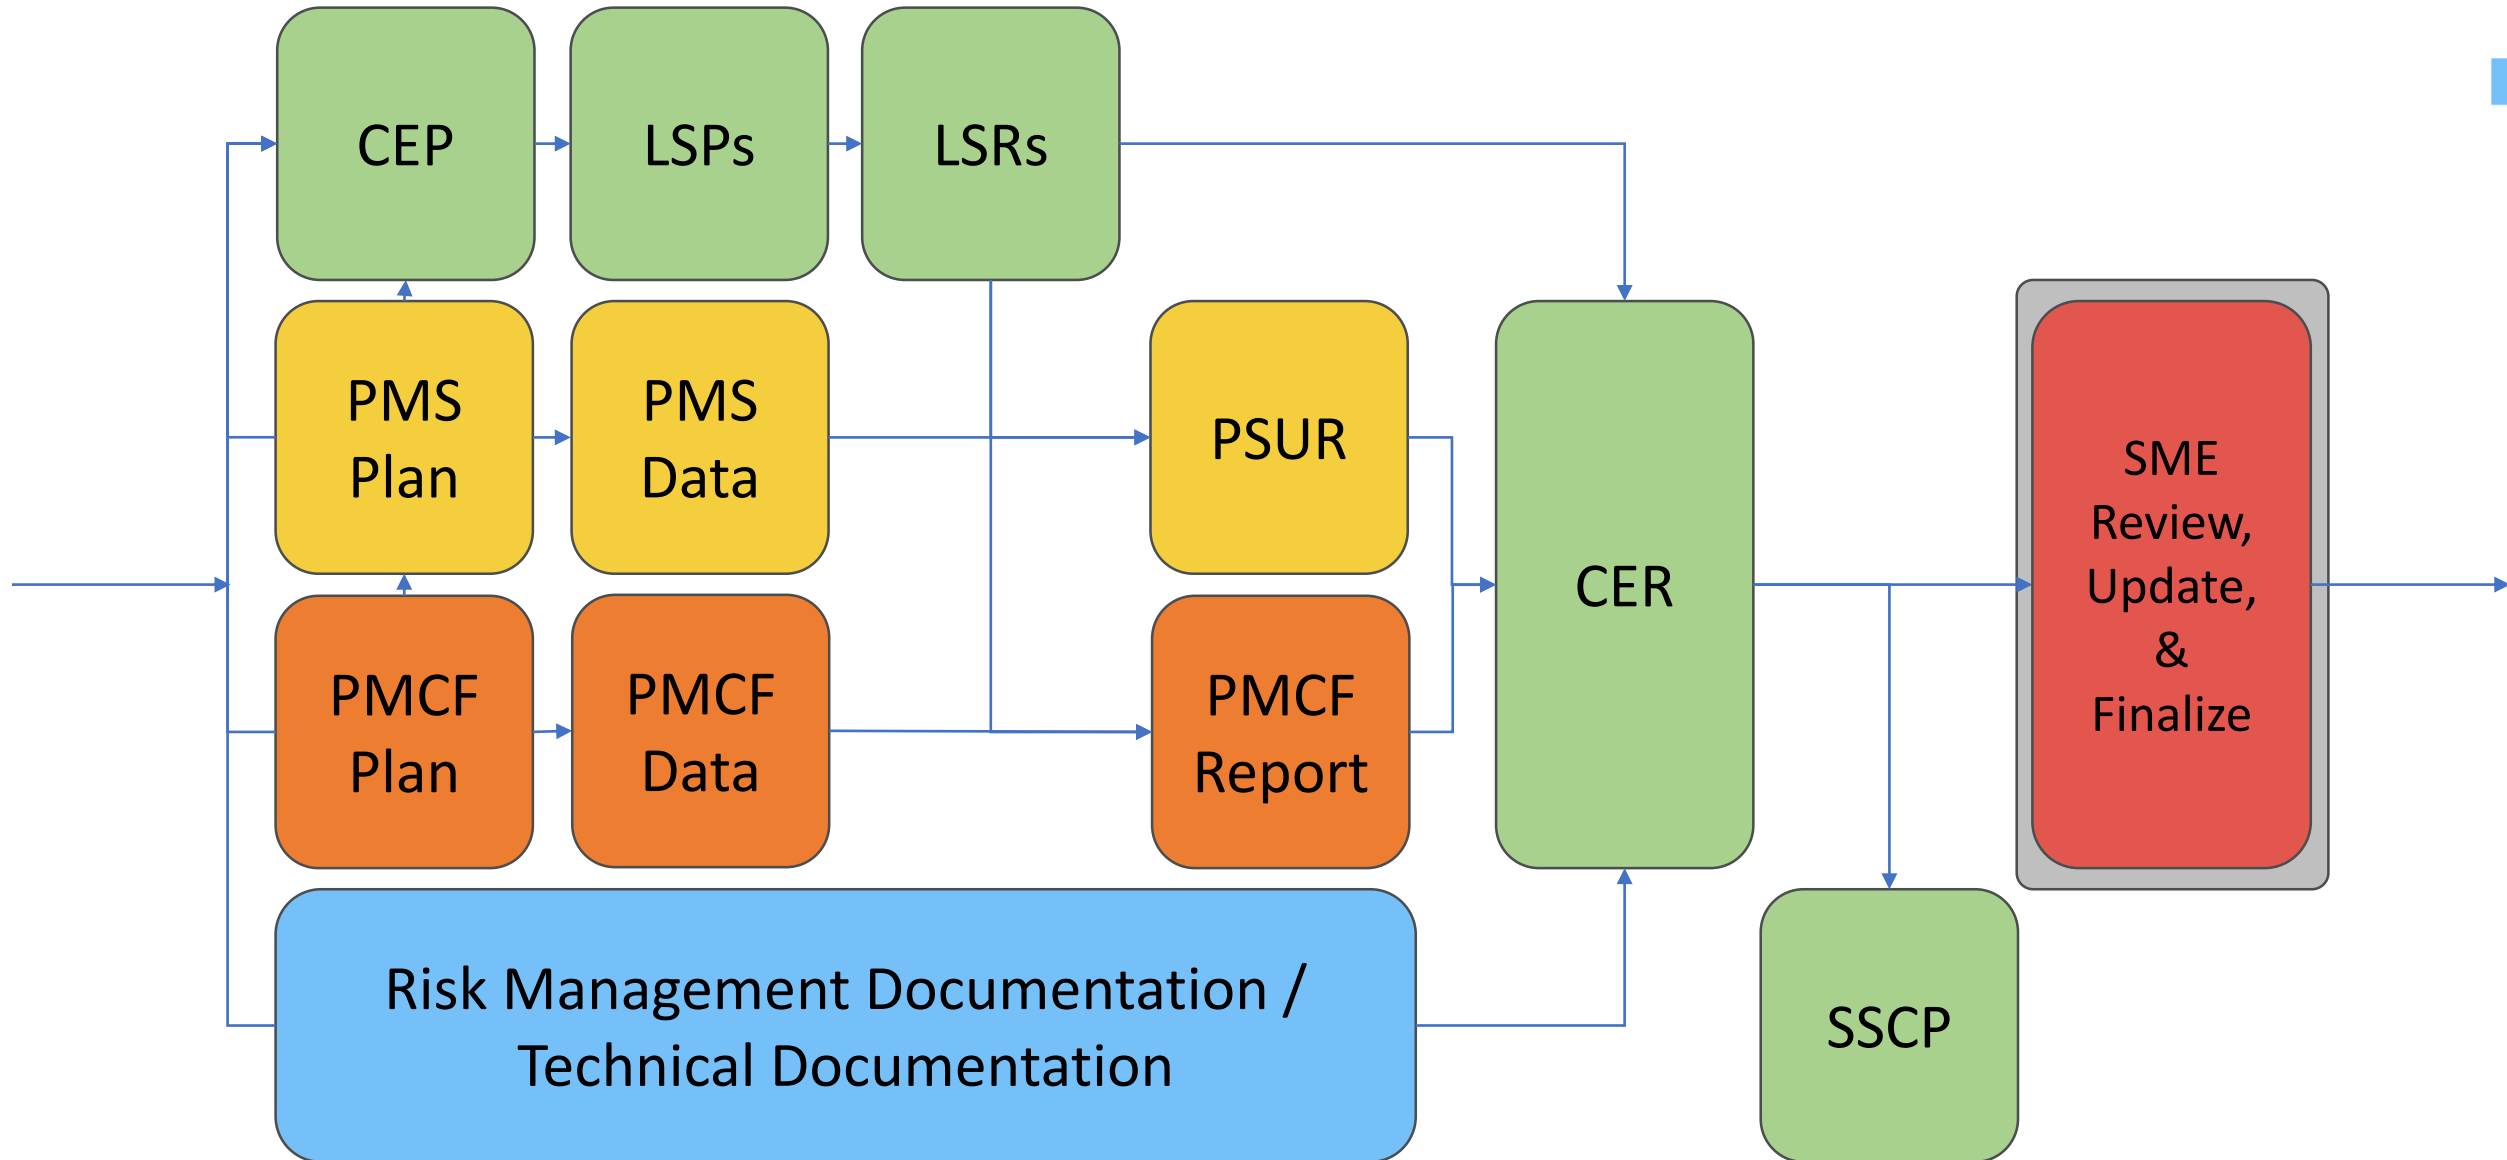 CEP
LSPs
LSRs
PMS
Plan
PMS
Data
PSUR
CER
SME
Review,
Update,
&
Finalize
PMCF
Plan
PMCF
Data
PMCF
Report
Risk Management Documentation /
Technical Documentation
SSCP